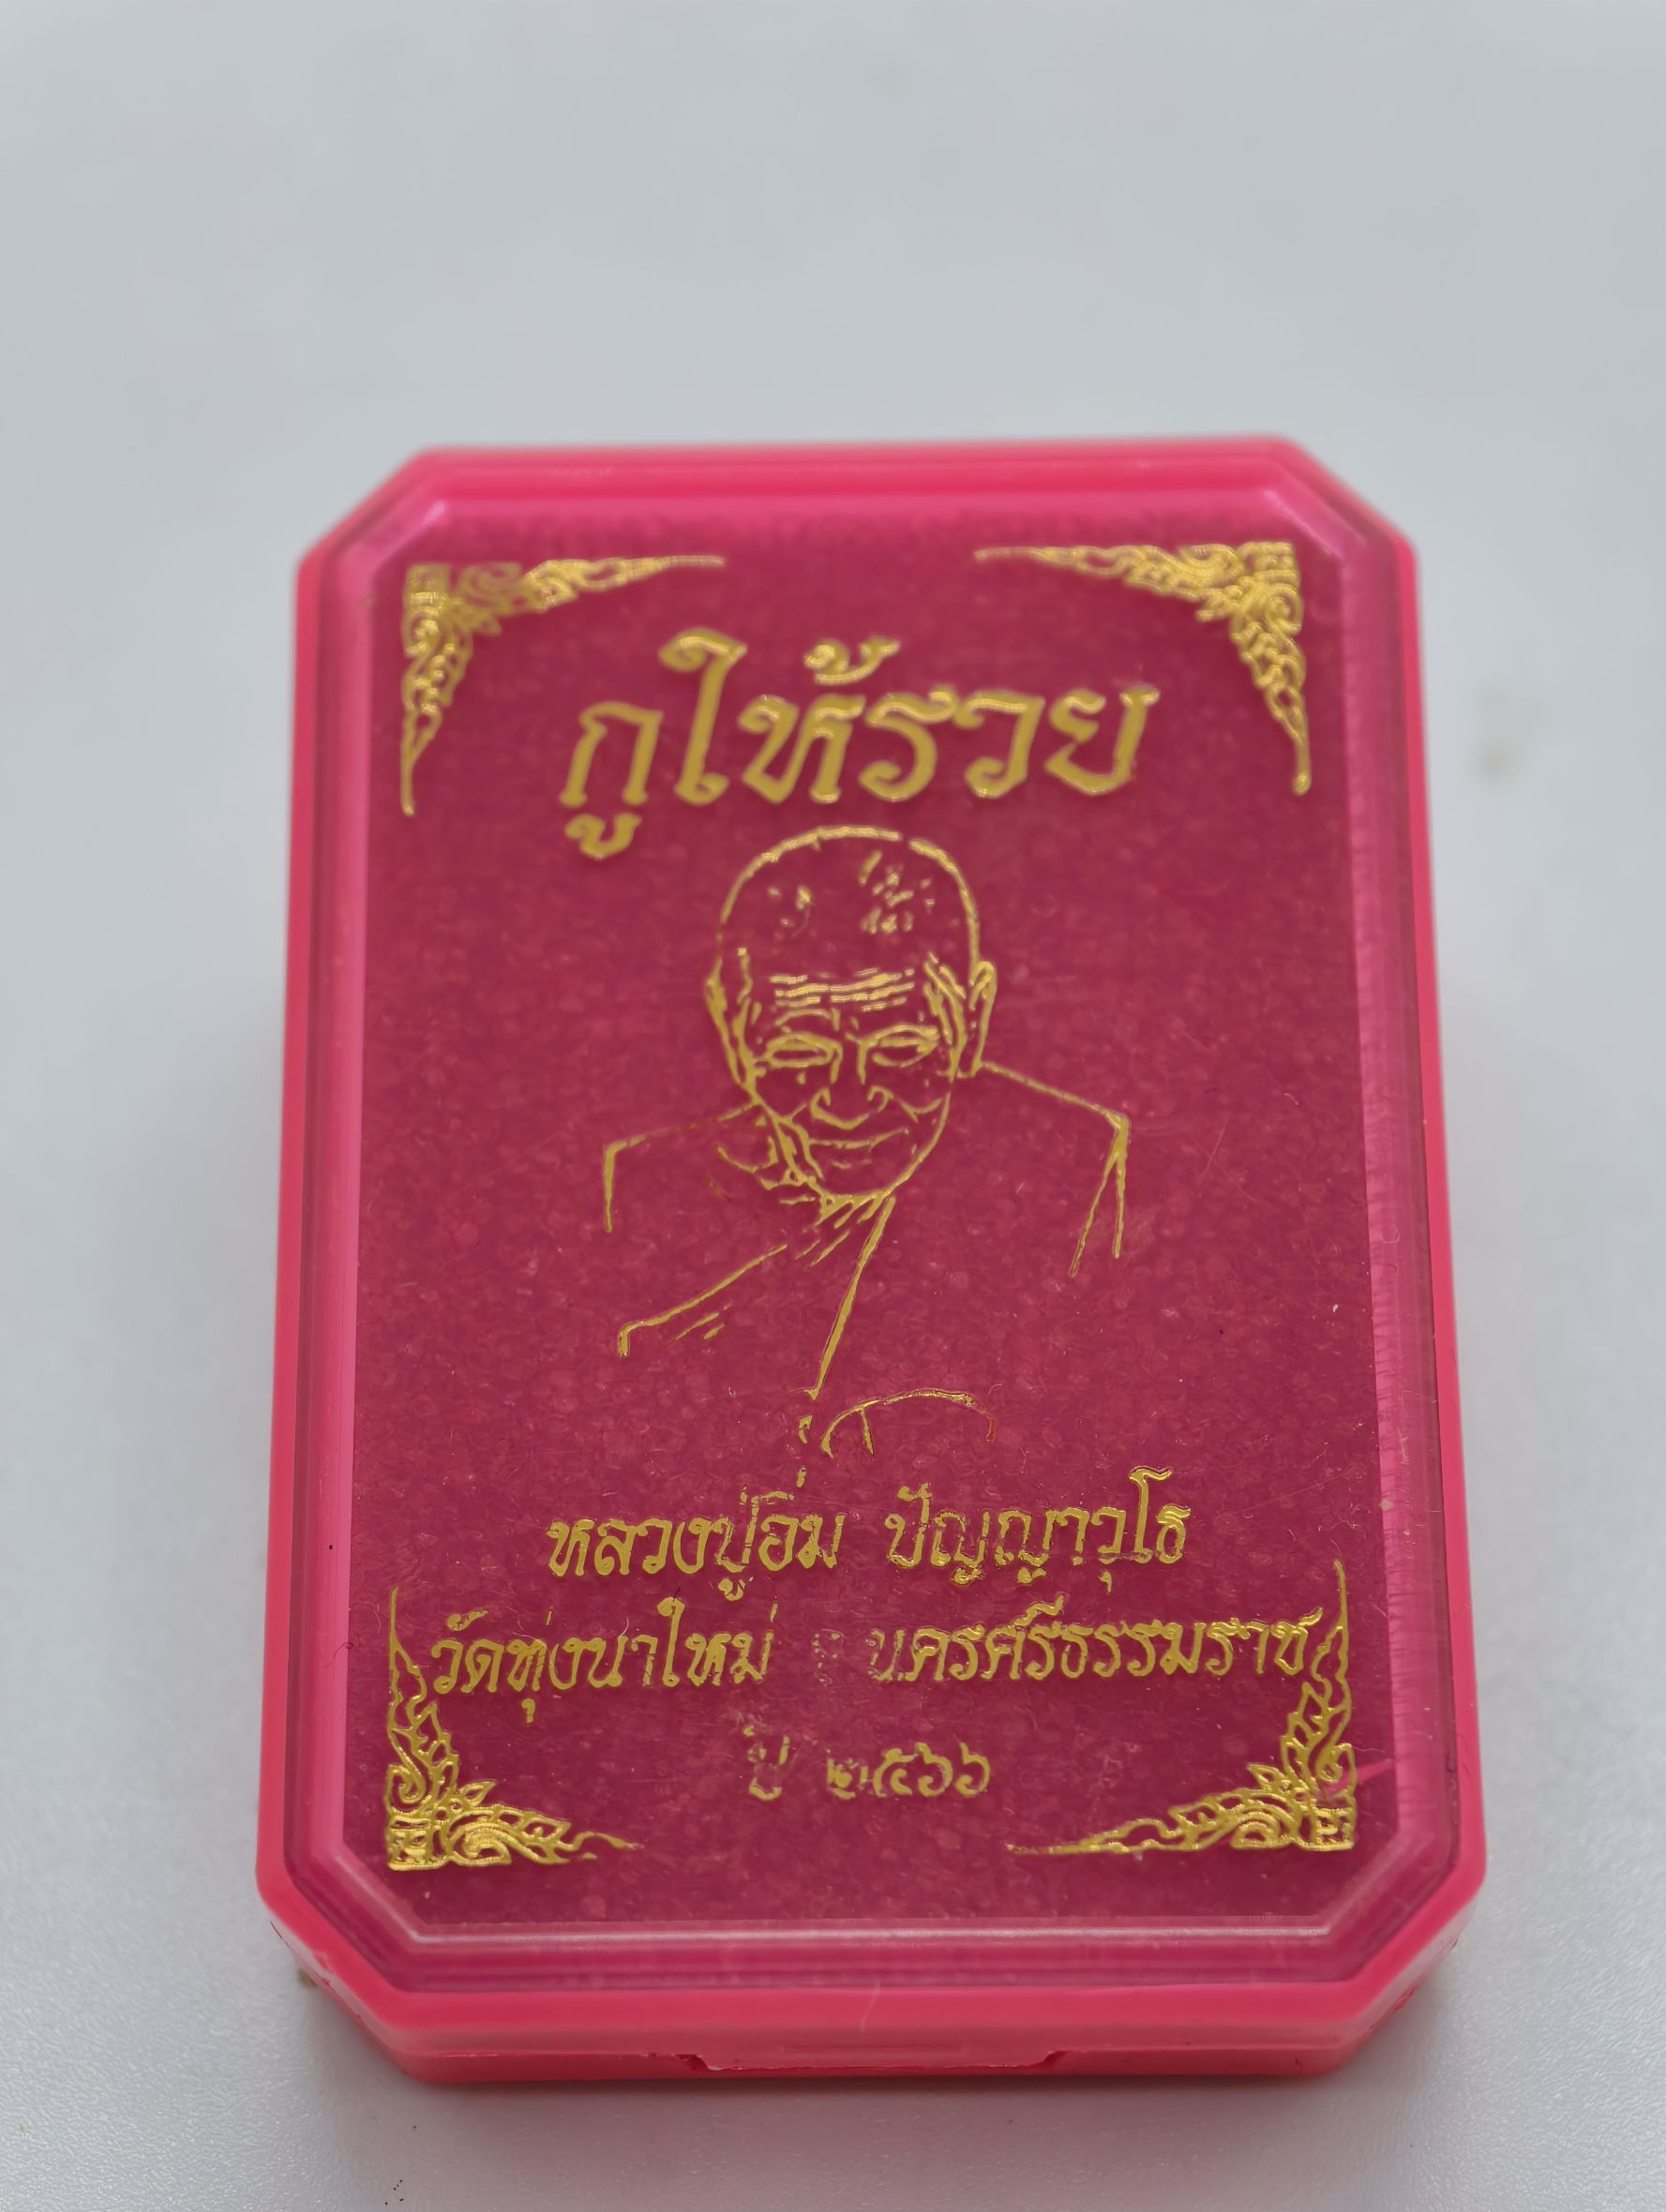 กูให้รวย
หลวงปู่อิ่ม ปัญญาวุโธ
วัดทุ่งนาใหม่ นครศรีธรรมราช
ปี ๒๕๖๖